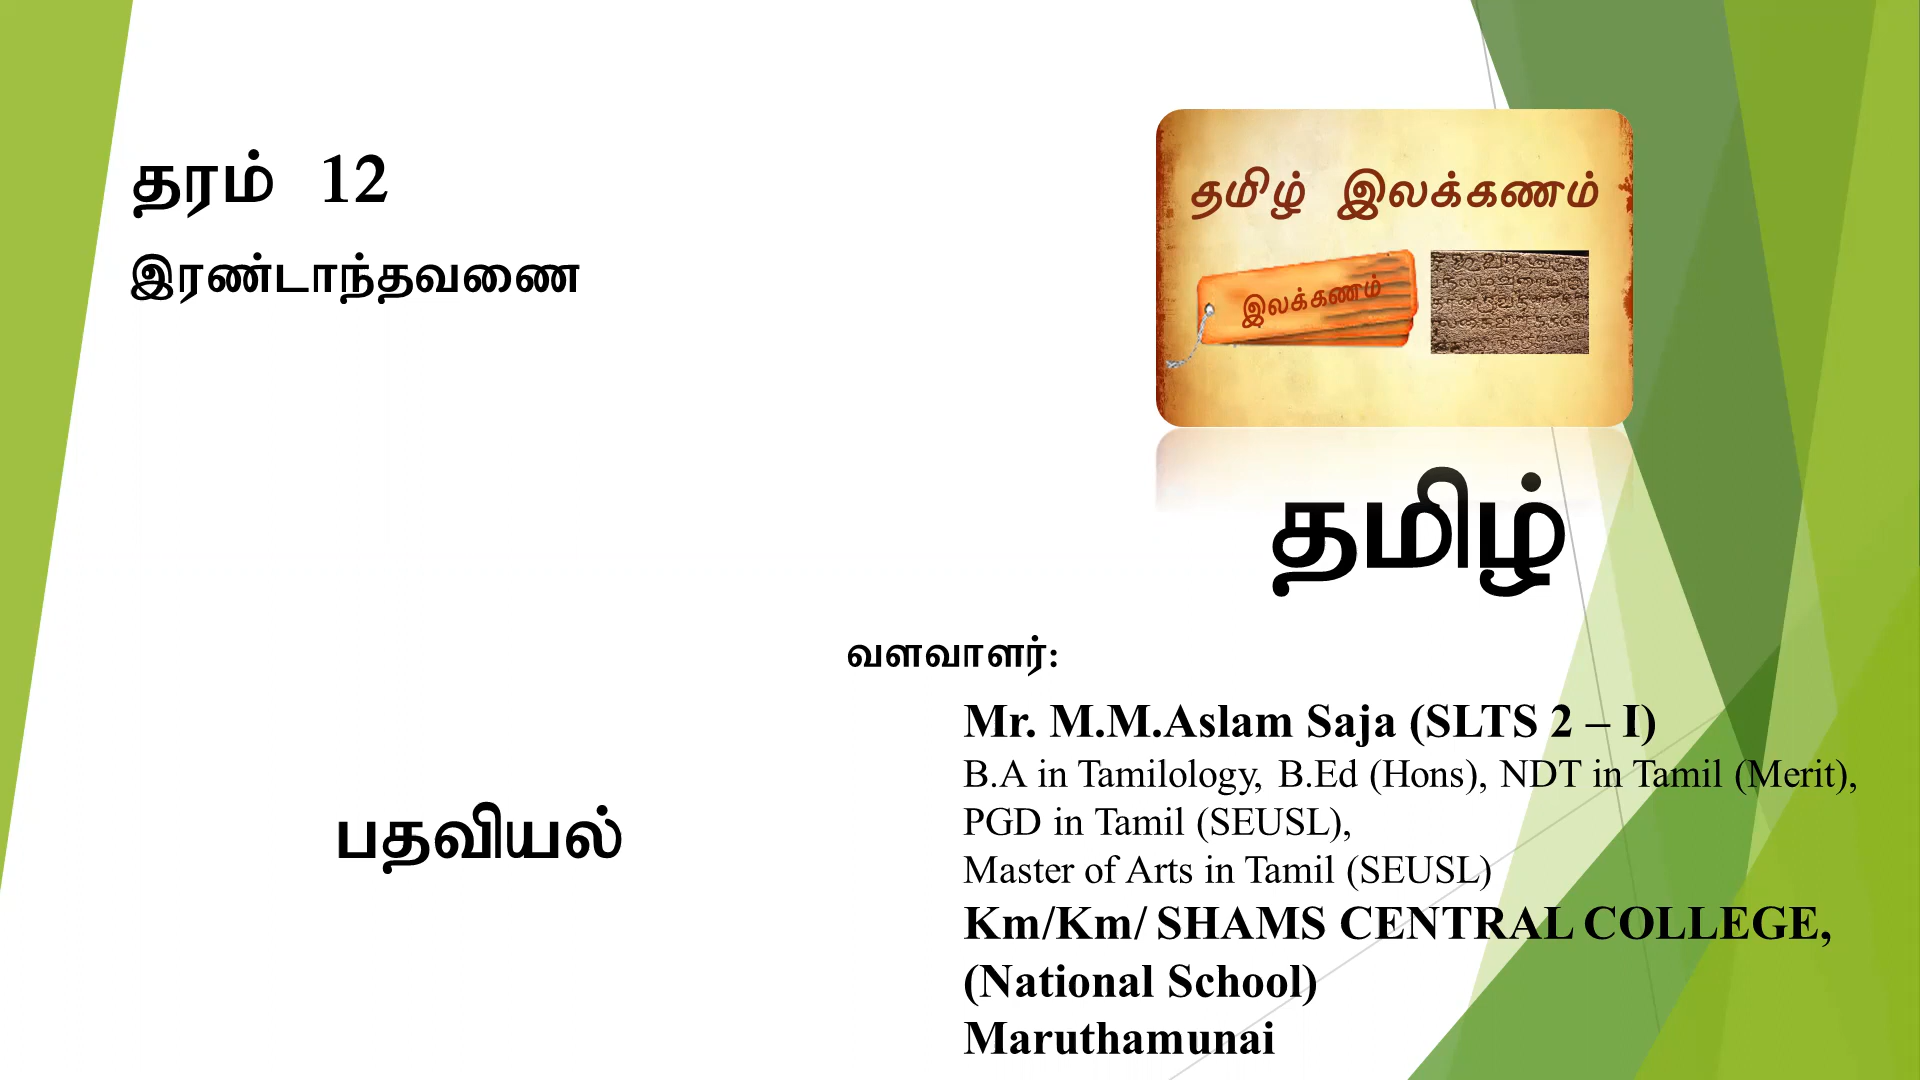 தரம் 12
இரண்டாந்தவணை
தமிழ் இலக்கணம்
இலக்கணம்
தமிழ்
வளவாளர்:
Mr. M.M.Aslam Saja (SLTS 2 – I)
B.A in Tamilology, B.Ed (Hons), NDT in Tamil (Merit),
PGD in Tamil (SEUSL),
Master of Arts in Tamil (SEUSL)
Km/Km/ SHAMS CENTRAL COLLEGE,
(National School)
Maruthamunai
பதவியல்